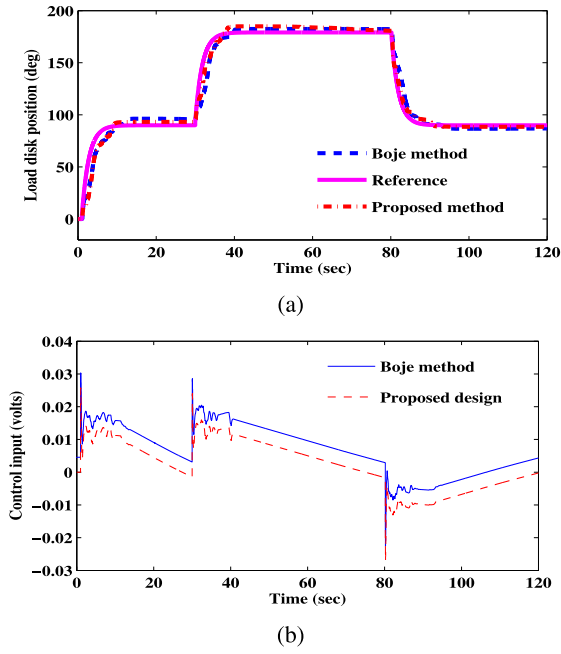 200
150
100
50
0
Load disk position (deg)
Boje method
Reference
Proposed method
0 20 40 60 80 100 120
Time (sec)
(a)
0.04
0.03
0.02
0.01
0
−0.01
−0.02
−0.03
Control input (volts)
Boje method
Proposed design
0 20 40 60 80 100 120
Time (sec)
(b)